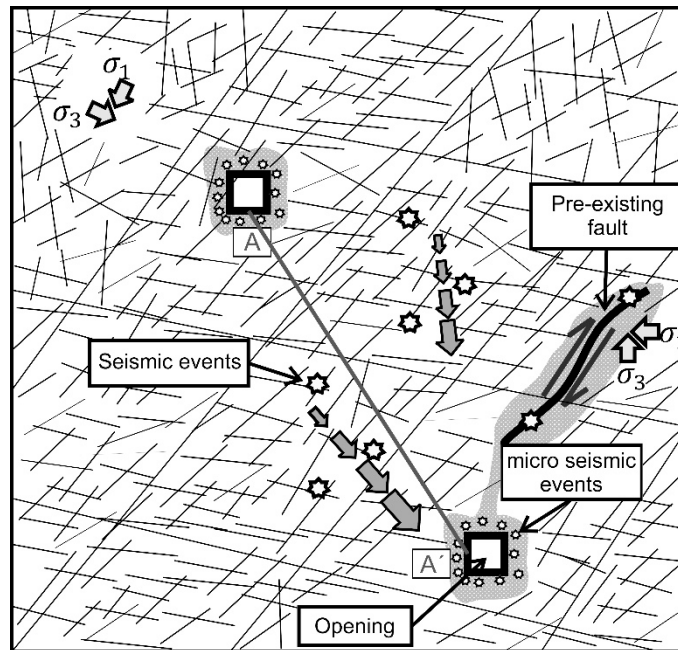 σ1
σ3
A
Pre-existing
fault
Seismic events
σ
σ3
micro seismic
events
A´
Opening